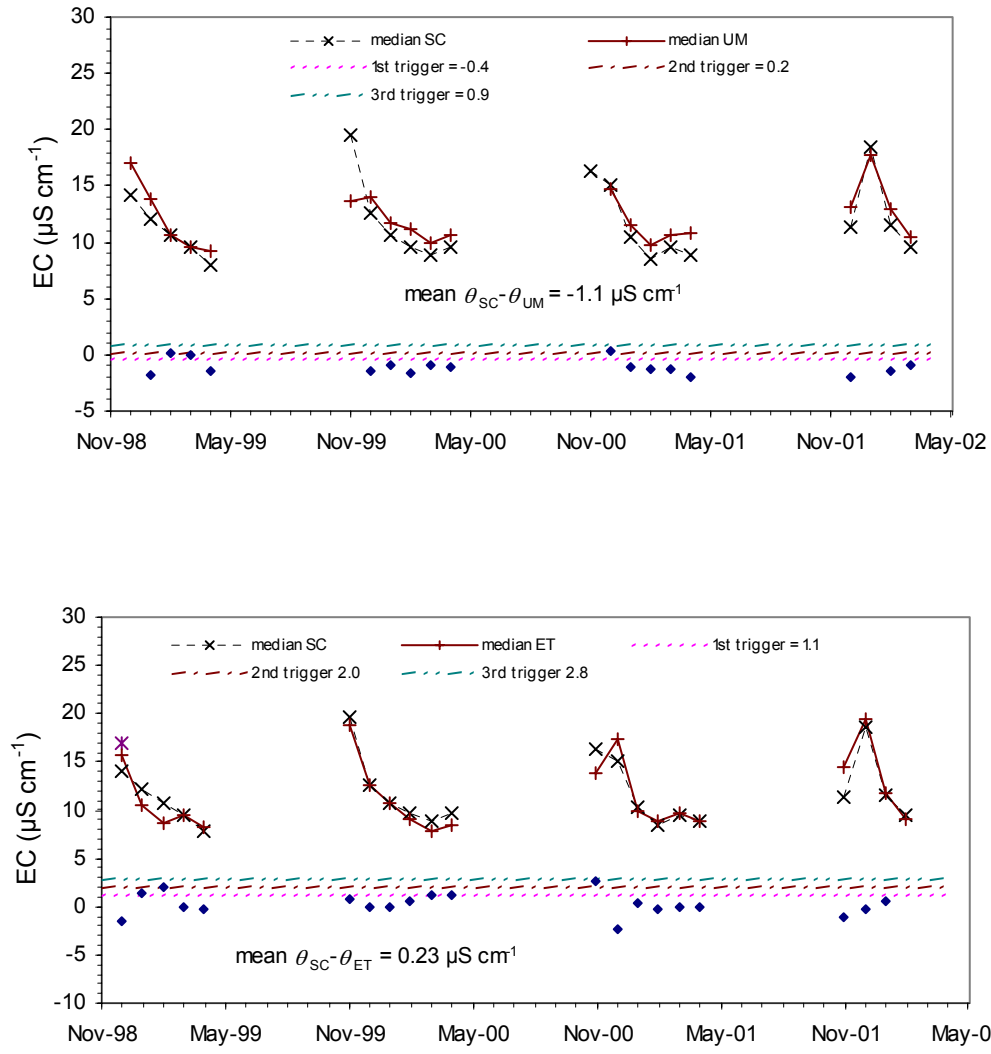 30
25
20
15
10
5
0
-5
EC (µS cm-1)
median SC
median UM
1st trigger = -0.4
2nd trigger = 0.2
3rd trigger = 0.9
mean θSC-θUM = -1.1 µS cm-1
Nov-98 May-99 Nov-99 May-00 Nov-00 May-01 Nov-01 May-02
30
25
20
15
10
5
0
-5
-10
EC (µS cm-1)
median SC
median ET
1st trigger = 1.1
2nd trigger 2.0
3rd trigger 2.8
mean θSC-θET = 0.23 µS cm-1
Nov-98 May-99 Nov-99 May-00 Nov-00 May-01 Nov-01 May-0